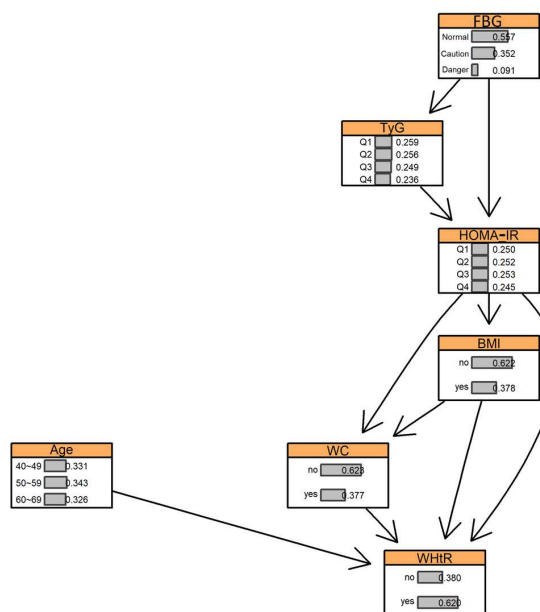 FBG
Normal 0.557
Caution 0.352
Danger 0.091
TyG
Q1 0.259
Q2 0.256
Q3 0.249
Q4 0.236
HOMA-IR
Q1 0.250
Q2 0.252
Q3 0.253
Q4 0.245
BMI
no 0.622
yes 0.378
Age
40~49 0.331
50~59 0.343
60~69 0.326
WC
no 0.623
yes 0.377
WHtR
no 0.380
yes 0.620